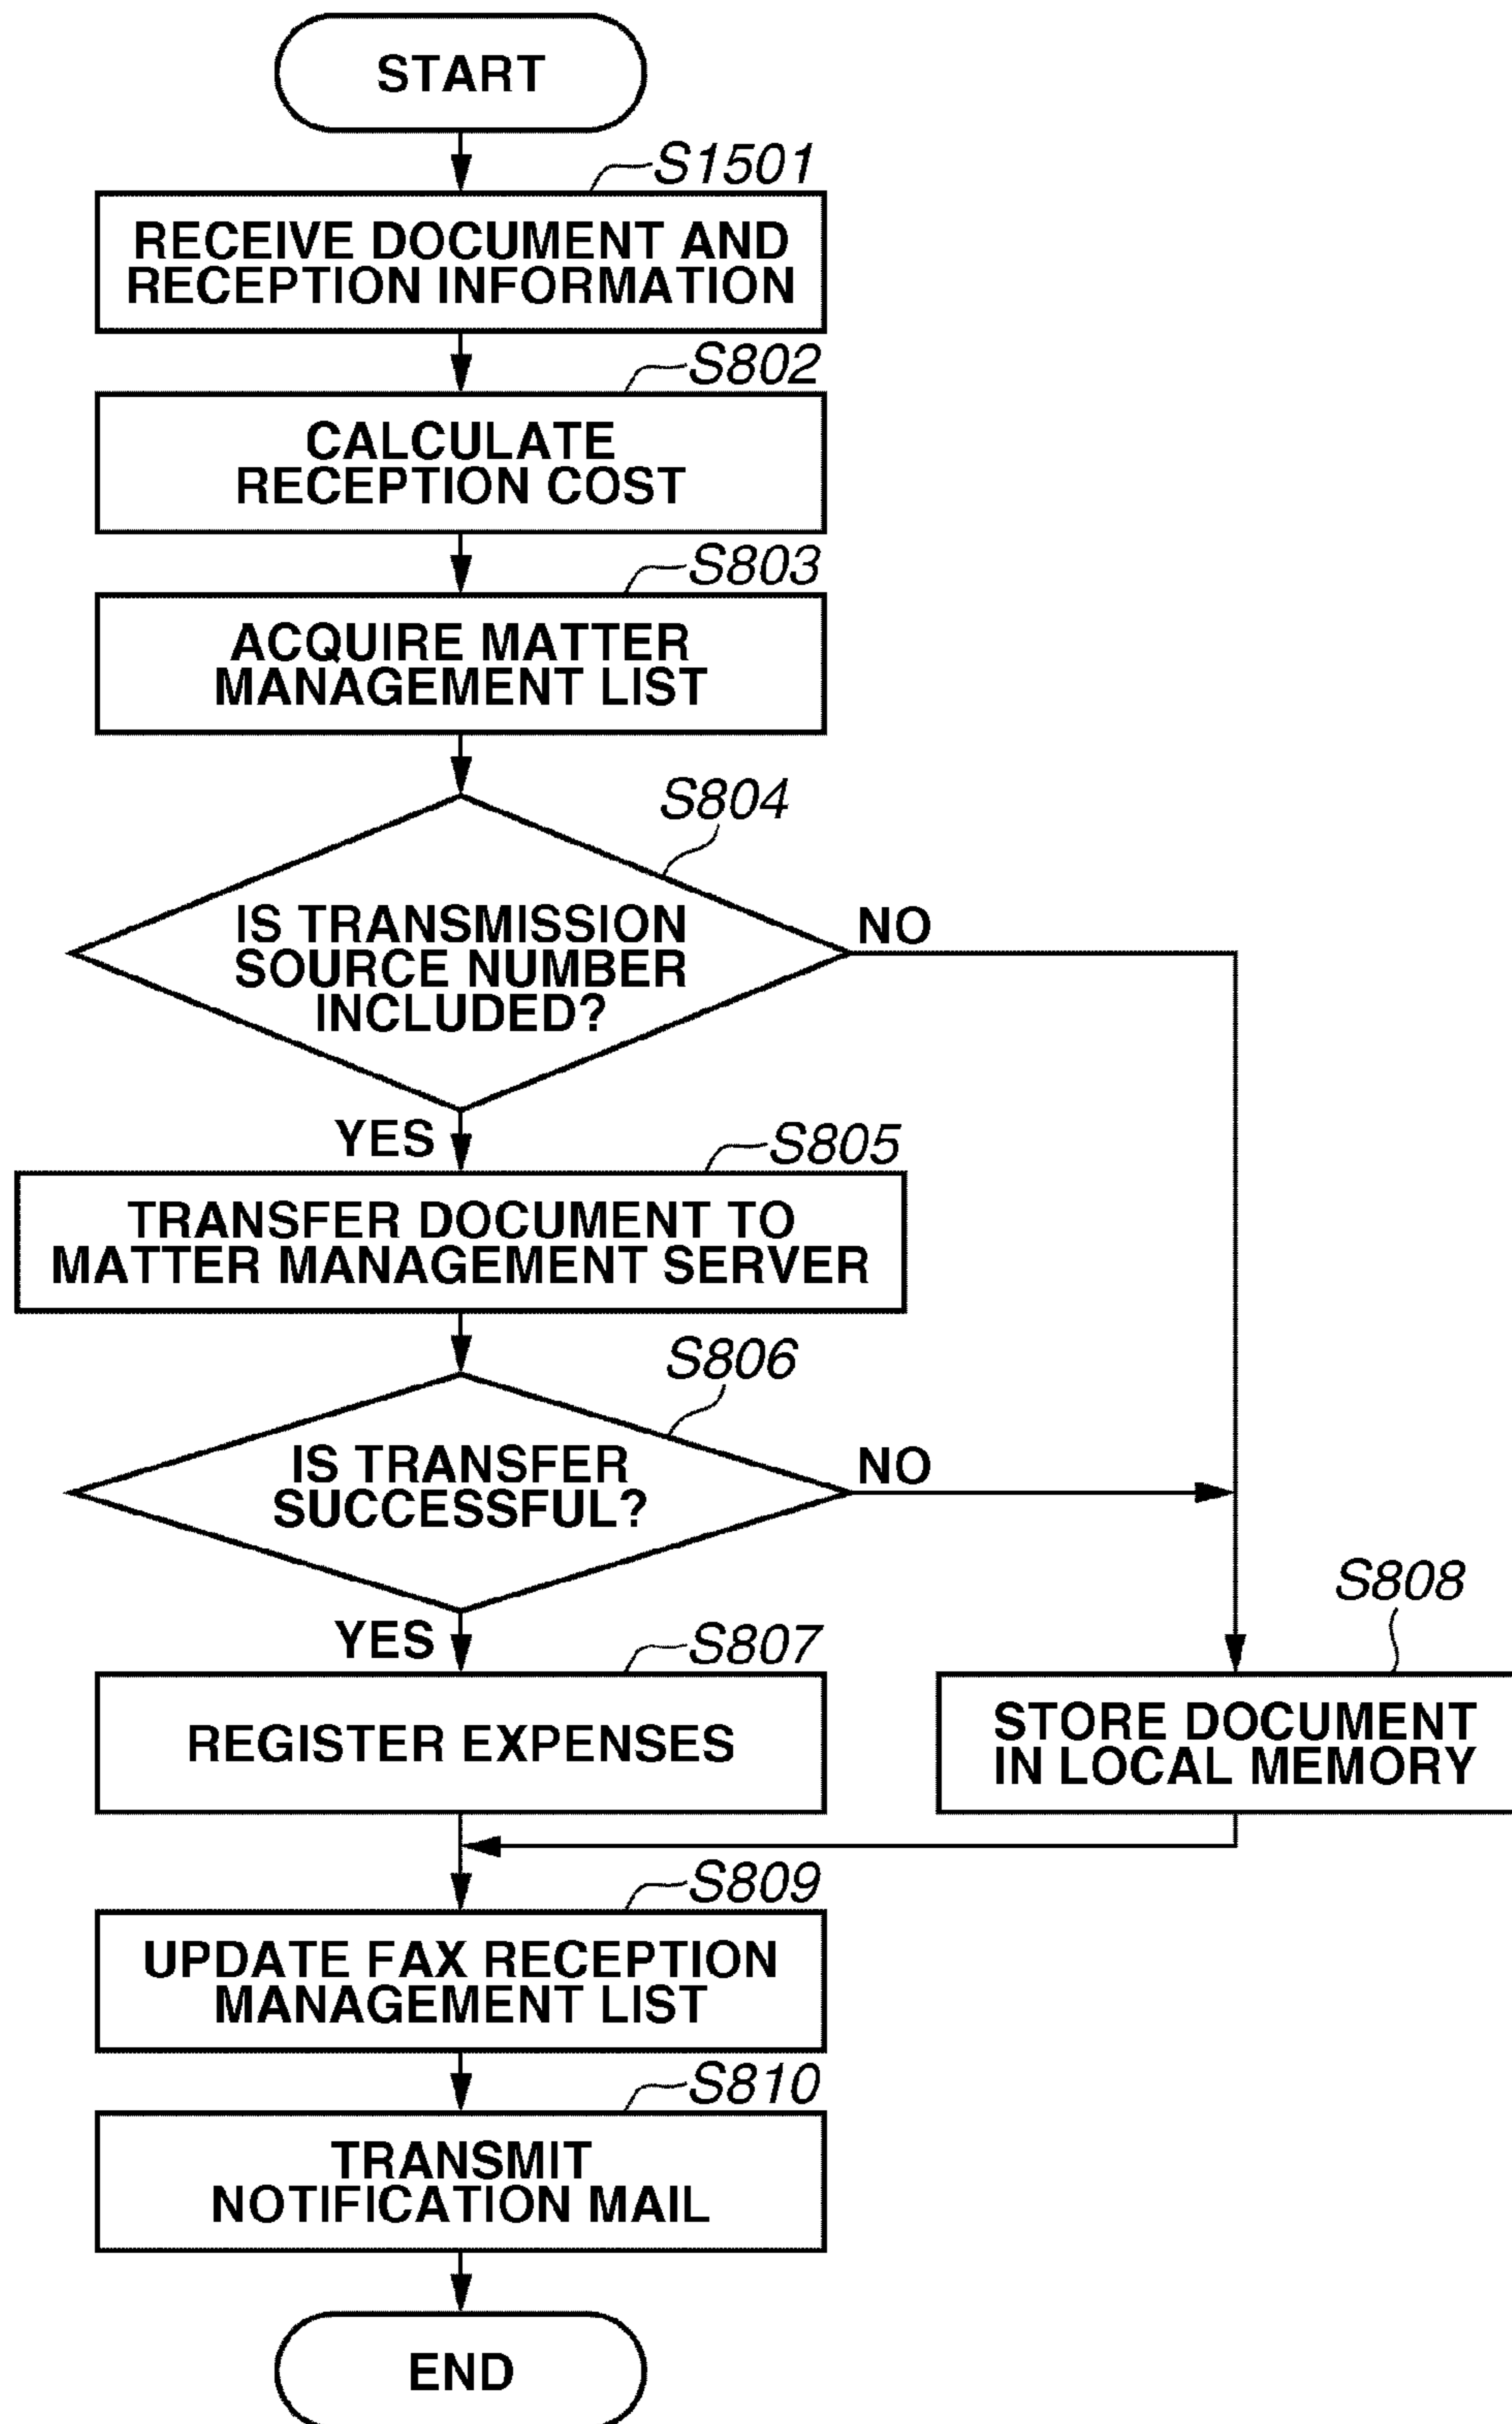 START
S1501
RECEIVE DOCUMENT AND
RECEPTION INFORMATION
S802
CALCULATE
RECEPTION COST
S803
ACQUIRE MATTER
MANAGEMENT LIST
S804
IS TRANSMISSION
SOURCE NUMBER
INCLUDED?
NO
YES
S805
TRANSFER DOCUMENT TO
MATTER MANAGEMENT SERVER
S806
IS TRANSFER
SUCCESSFUL?
NO
YES
S807
REGISTER EXPENSES
S808
STORE DOCUMENT
IN LOCAL MEMORY
S809
UPDATE FAX RECEPTION
MANAGEMENT LIST
S810
TRANSMIT
NOTIFICATION MAIL
END